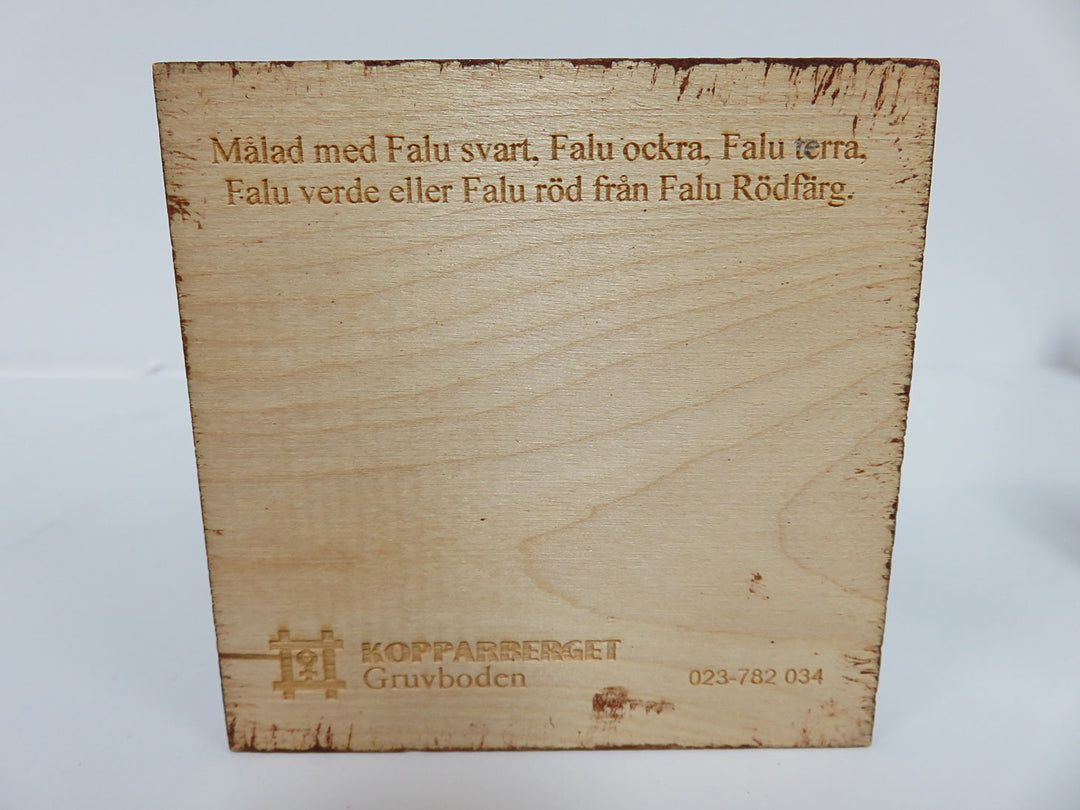 Målad med Falu svart, Falu ockra, Falu terra,
Falu verde eller Falu röd från Falu Rödfärg.
KOPPARBERGET
Gruvboden
023-782 034